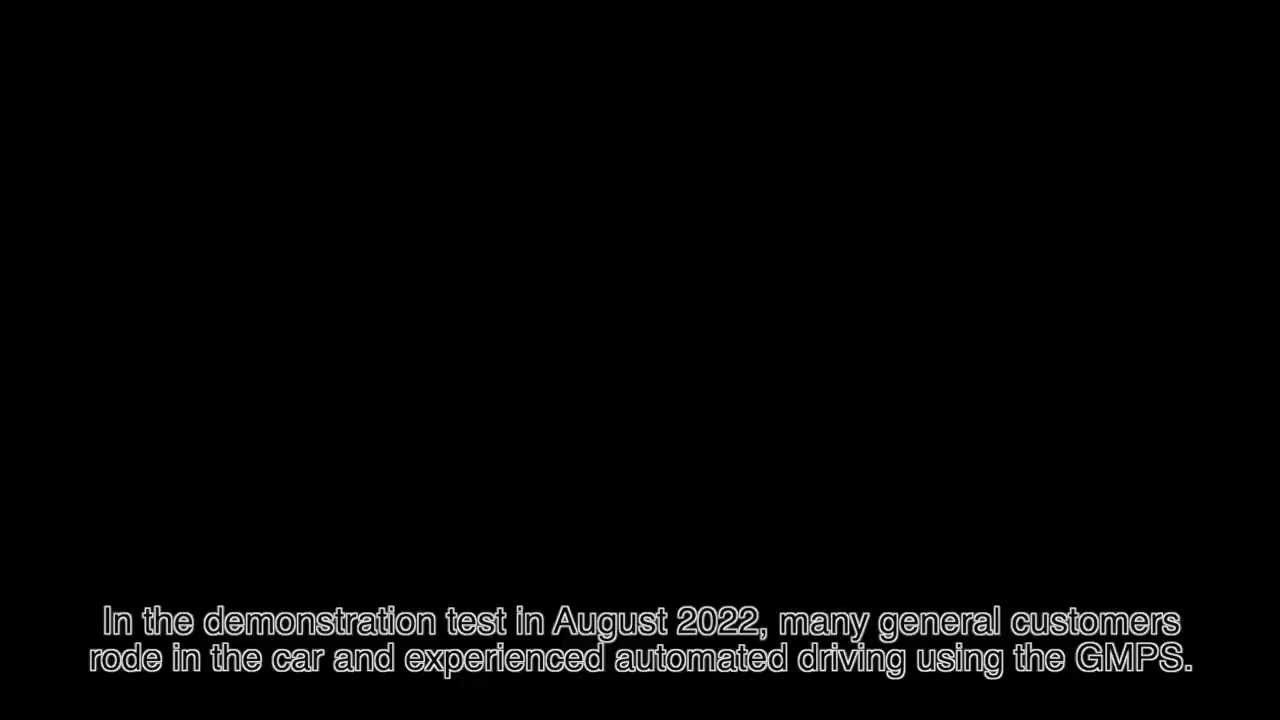 In the demonstration test in August 2022, many general customers
rode in the car and experienced automated driving using the GMPS.